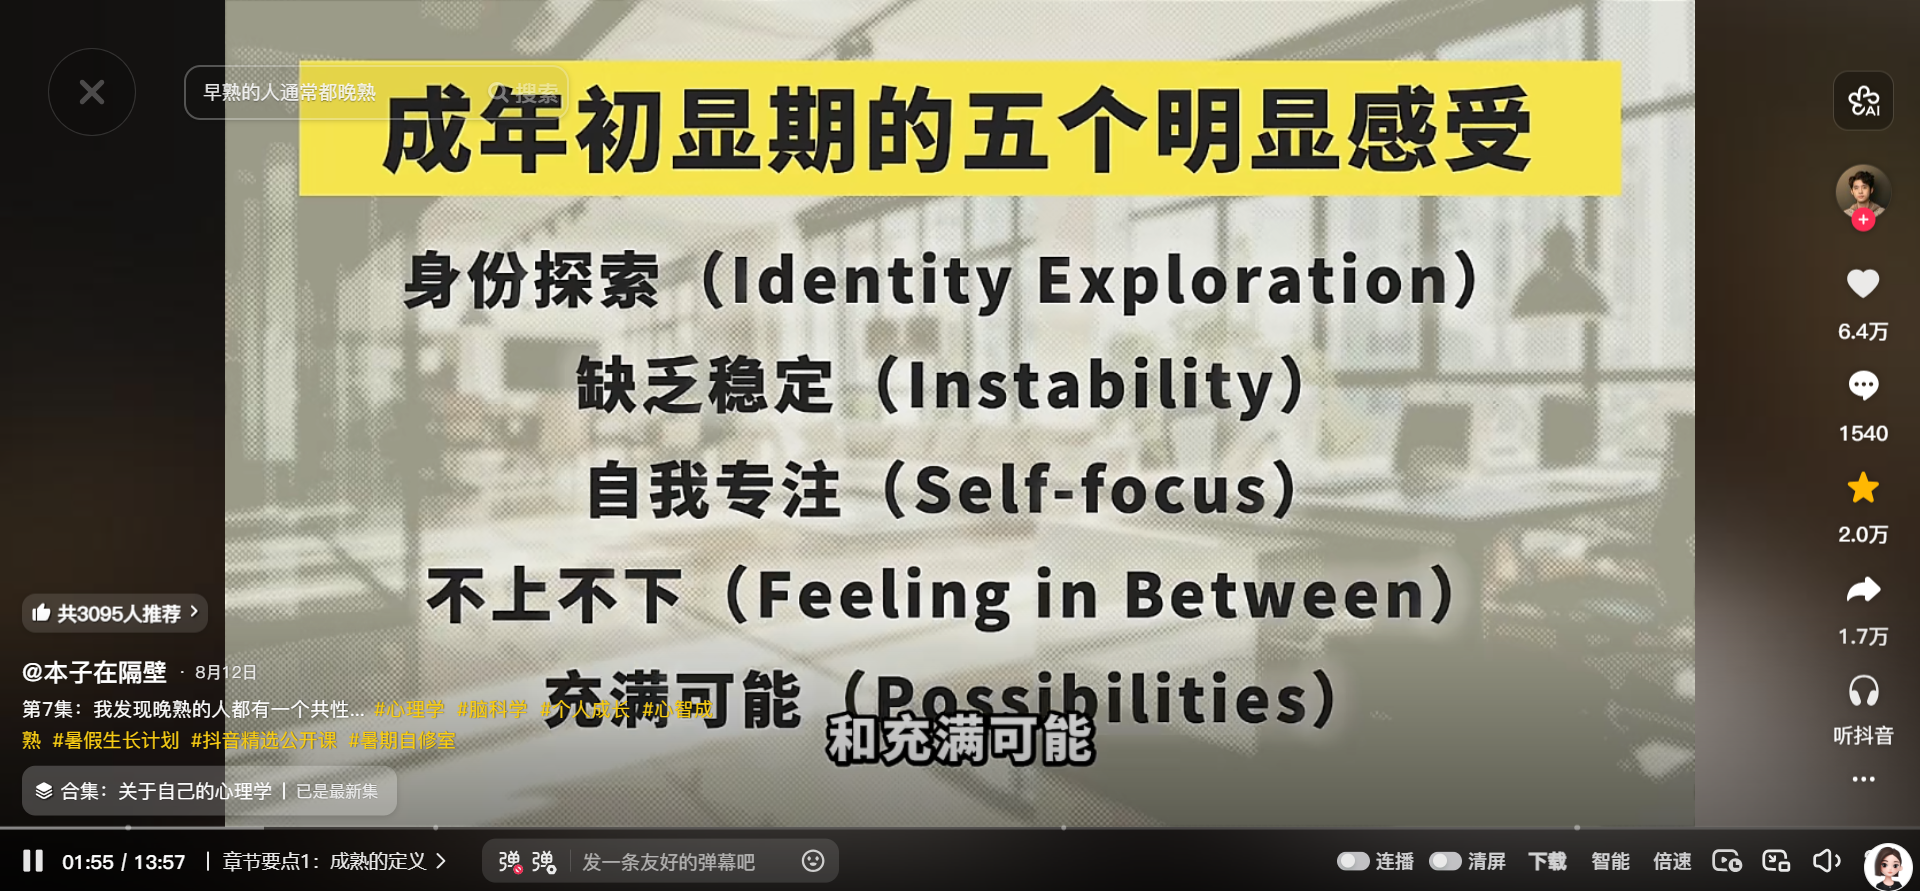 早熟的人通常都晚熟
搜索
成年初显期的五个明显感受
身份探索（Identity Exploration）
缺乏稳定（Instability）
自我专注（Self-focus）
不上不下（Feeling in Between）
充满可能（Possibilities）
和充满可能
AI
6.4万
1540
2.0万
1.7万
听抖音
共3095人推荐
@本子在隔壁 · 8月12日
第7集：我发现晚熟的人都有一个共性... #心理学 #脑科学 #个人成长 #心智成
熟 #暑假生长计划 #抖音精选公开课 #暑期自修室
合集：关于自己的心理学 | 已是最新集
01:55 / 13:57 | 章节要点1：成熟的定义
弹 弹 发一条友好的弹幕吧
连播 清屏 下载 智能 倍速